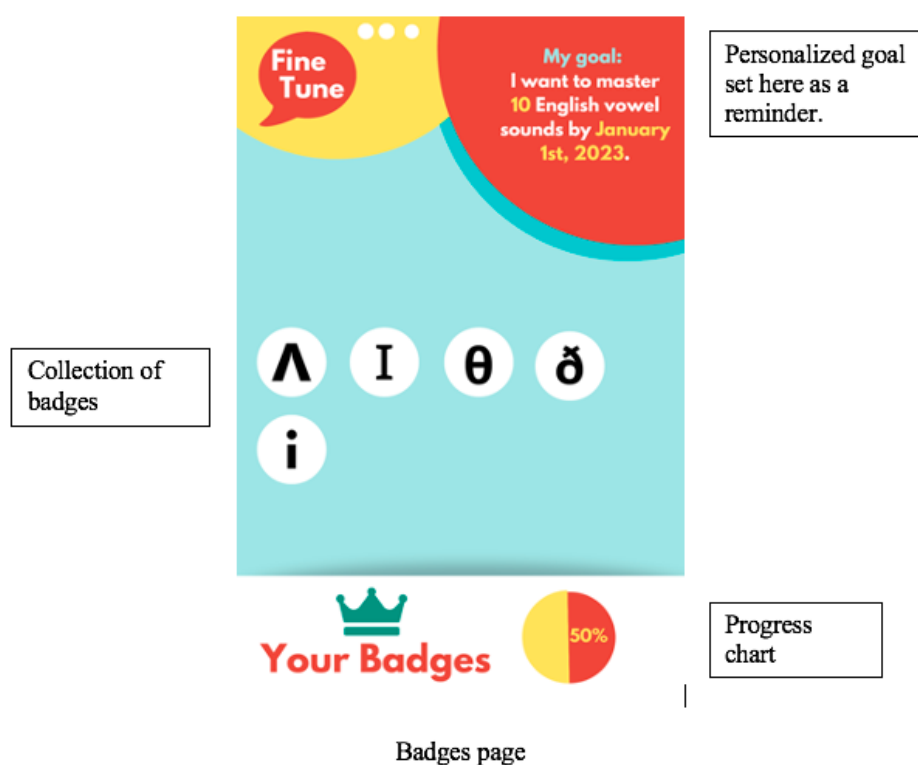 Fine
Tune
My goal:
I want to master
10 English vowel
sounds by January
1st, 2023.
Personalized goal
set here as a
reminder.
Collection of
badges
Λ I θ ð
i
Your Badges
50%
Progress
chart
Badges page